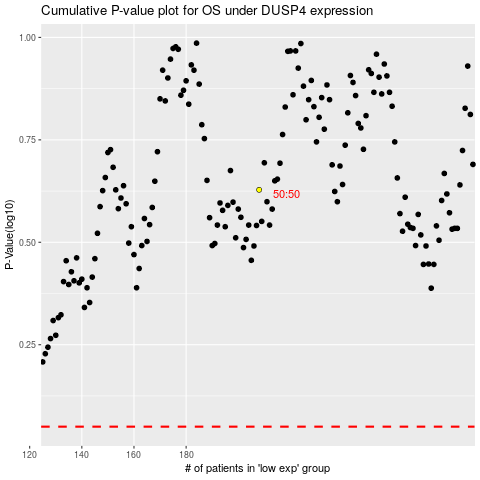 Cumulative P-value plot for OS under DUSP4 expression
P-Value(log10)
1.00
0.75
0.50
0.25
50:50
120 140 160 180
# of patients in 'low exp' group